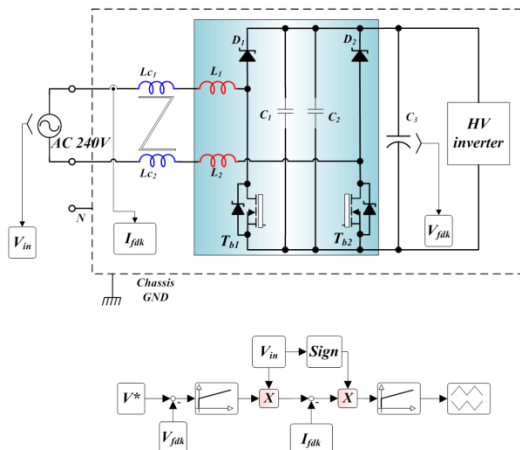 D1
D2
Lc1
L1
AC 240V
C1
C2
C3
HV
inverter
Lc2
L2
N
Vin
Ifdk
Tb1
Tb2
Vfdk
Chassis
GND
Vin
Sign
V*
-
X
-
X
Vfdk
Ifdk